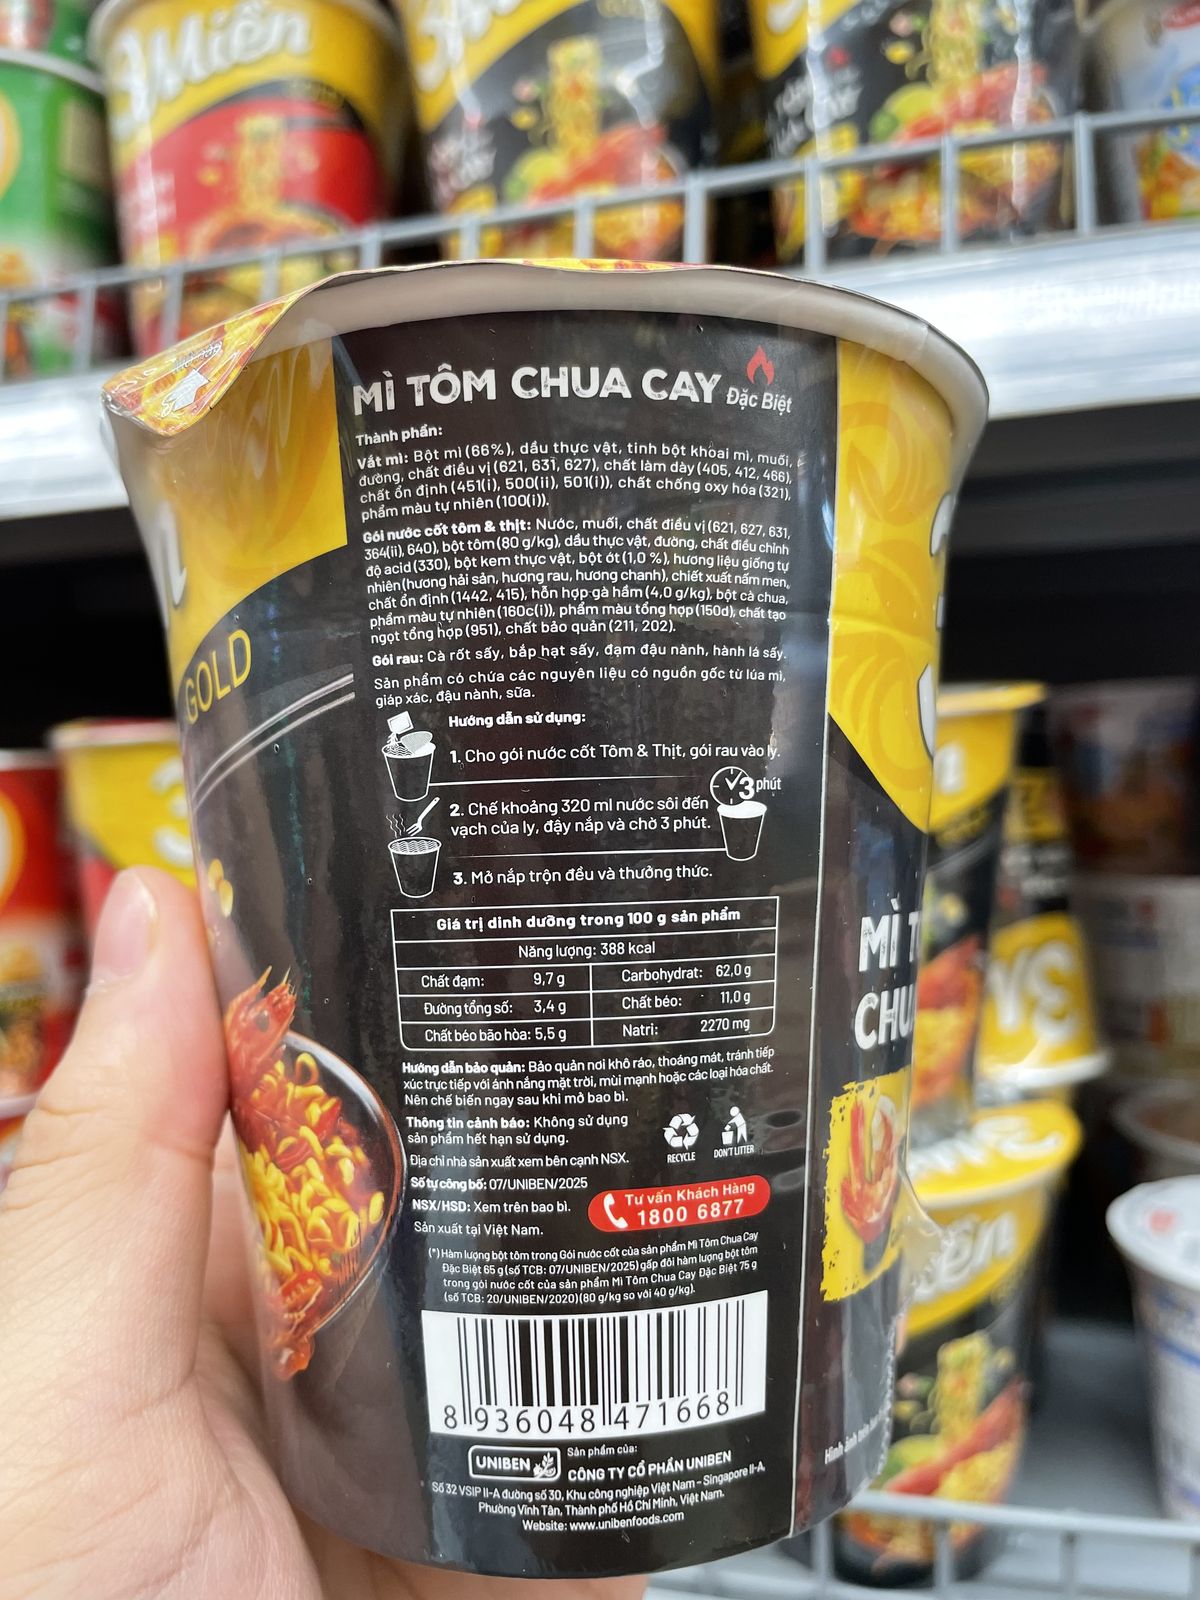 3 Miền
GOLD
MÌ TÔM CHUA CAY Đặc Biệt
Thành phần:
Vắt mì: Bột mì (66%), dầu thực vật, tinh bột khoai mì, muối,
đường, chất điều vị (621, 631, 627), chất làm dày (405, 412, 466),
chất ổn định (451(i), 500(ii), 501(i)), chất chống oxy hóa (321),
phẩm màu tự nhiên (100(i)).
Gói nước cốt tôm & thịt: Nước, muối, chất điều vị (621, 627, 631,
364(ii), 640), bột tôm (80 g/kg), dầu thực vật, đường, chất điều chỉnh
độ acid (330), bột kem thực vật, bột ớt (1,0 %), hương liệu giống tự
nhiên (hương hải sản, hương rau, hương chanh), chiết xuất nấm men,
chất ổn định (1442, 415), hỗn hợp gà hầm (4,0 g/kg), bột cà chua,
phẩm màu tự nhiên (160c(i)), phẩm màu tổng hợp (150d), chất tạo
ngọt tổng hợp (951), chất bảo quản (211, 202).
Gói rau: Cà rốt sấy, bắp hạt sấy, đạm đậu nành, hành lá sấy.
Sản phẩm có chứa các nguyên liệu có nguồn gốc từ lúa mì,
giáp xác, đậu nành, sữa.
Hướng dẫn sử dụng:
1. Cho gói nước cốt Tôm & Thịt, gói rau vào ly.
3 phút
2. Chế khoảng 320 ml nước sôi đến
vạch của ly, đậy nắp và chờ 3 phút.
3. Mở nắp trộn đều và thưởng thức.
Giá trị dinh dưỡng trong 100 g sản phẩm
Năng lượng: 388 kcal
Chất đạm: 9,7 g Carbohydrat: 62,0 g
Đường tổng số: 3,4 g Chất béo: 11,0 g
Chất béo bão hòa: 5,5 g Natri: 2270 mg
Hướng dẫn bảo quản: Bảo quản nơi khô ráo, thoáng mát, tránh tiếp
xúc trực tiếp với ánh nắng mặt trời, mùi mạnh hoặc các loại hóa chất.
Nên chế biến ngay sau khi mở bao bì.
Thông tin cảnh báo: Không sử dụng
sản phẩm hết hạn sử dụng.
RECYCLE DON'T LITTER
Địa chỉ nhà sản xuất xem bên cạnh NSX.
Số tự công bố: 07/UNIBEN/2025
NSX/HSD: Xem trên bao bì.
Sản xuất tại Việt Nam.
Tư vấn Khách Hàng
1800 6877
(*) Hàm lượng bột tôm trong Gói nước cốt của sản phẩm Mì Tôm Chua Cay
Đặc Biệt 65 g (số TCB: 07/UNIBEN/2025) gấp đôi hàm lượng bột tôm
trong gói nước cốt của sản phẩm Mì Tôm Chua Cay Đặc Biệt 75 g
(số TCB: 20/UNIBEN/2020) (80 g/kg so với 40 g/kg).
8 936048 471668
UNIBEN
Sản phẩm của:
CÔNG TY CỔ PHẦN UNIBEN
Số 32 VSIP II-A đường số 30, Khu công nghiệp Việt Nam – Singapore II-A,
Phường Vĩnh Tân, Thành phố Hồ Chí Minh, Việt Nam.
Website: www.unibenfoods.com
MÌ T
CHU
Hình ảnh